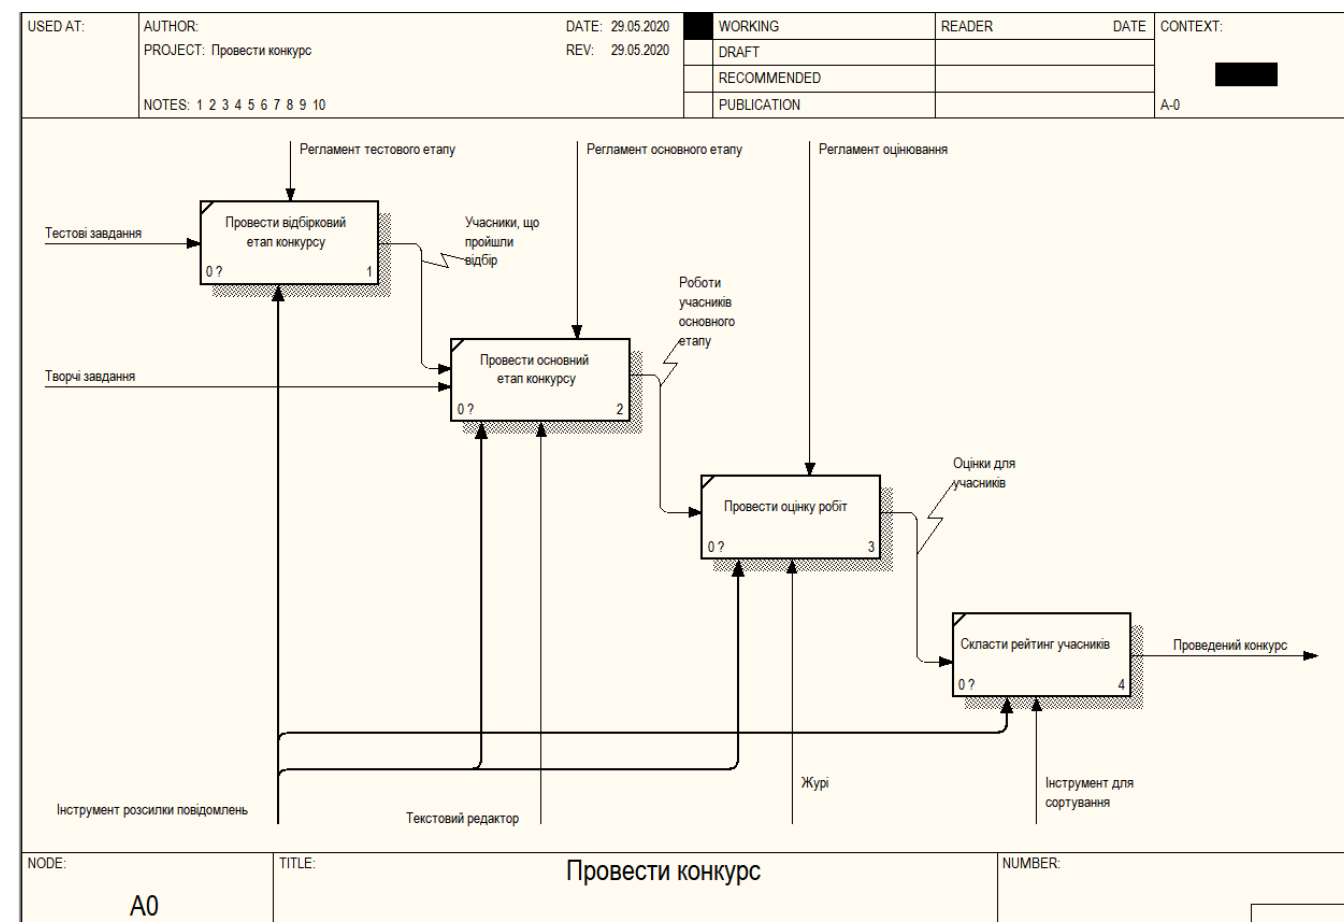 USED AT:
AUTHOR:
DATE: 29.05.2020
WORKING
READER
DATE
CONTEXT:
PROJECT: Провести конкурс
REV: 29.05.2020
DRAFT
RECOMMENDED
NOTES: 1 2 3 4 5 6 7 8 9 10
PUBLICATION
A-0
Регламент тестового етапу
Регламент основного етапу
Регламент оцінювання
Тестові завдання
Провести відбірковий
етап конкурсу
0 ?
1
Учасники, що
пройшли
відбір
Творчі завдання
Провести основний
етап конкурсу
0 ?
2
Роботи
учасників
основного
етапу
Провести оцінку робіт
0 ?
3
Оцінки для
учасників
Скласти рейтинг учасників
0 ?
4
Проведений конкурс
Інструмент розсилки повідомлень
Текстовий редактор
Журі
Інструмент для
сортування
NODE:
A0
TITLE:
Провести конкурс
NUMBER: